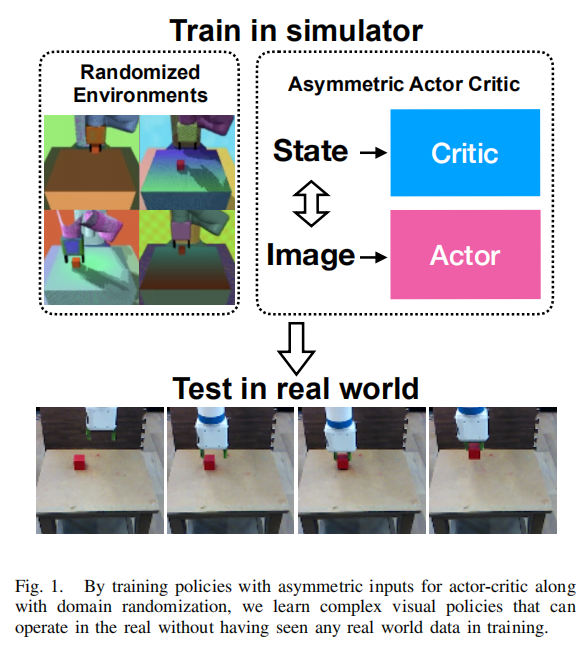 Train in simulator
Randomized
Environments
Asymmetric Actor Critic
State
Critic
Image
Actor
Test in real world
Fig. 1. By training policies with asymmetric inputs for actor-critic along
with domain randomization, we learn complex visual policies that can
operate in the real without having seen any real world data in training.